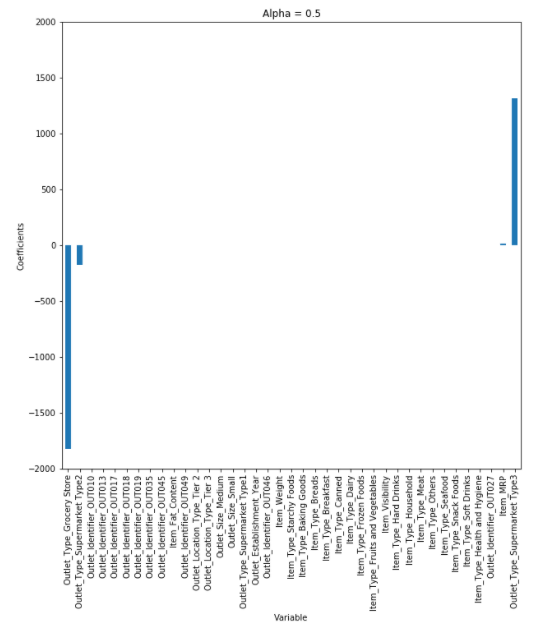 Alpha = 0.5
2000
1500
1000
500
0
−500
−1000
−1500
−2000
Coefficients
Outlet_Type_Grocery Store
Outlet_Type_Supermarket Type2
Outlet_Identifier_OUT010
Outlet_Identifier_OUT013
Outlet_Identifier_OUT017
Outlet_Identifier_OUT018
Outlet_Identifier_OUT019
Outlet_Identifier_OUT035
Outlet_Identifier_OUT045
Item_Fat_Content
Outlet_Identifier_OUT049
Outlet_Location_Type_Tier 2
Outlet_Location_Type_Tier 3
Outlet_Size_Medium
Outlet_Size_Small
Outlet_Type_Supermarket Type1
Outlet_Establishment_Year
Outlet_Identifier_OUT046
Item_Weight
Item_Type_Starchy Foods
Item_Type_Baking Goods
Item_Type_Breads
Item_Type_Breakfast
Item_Type_Canned
Item_Type_Dairy
Item_Type_Frozen Foods
Item_Type_Fruits and Vegetables
Item_Visibility
Item_Type_Hard Drinks
Item_Type_Household
Item_Type_Meat
Item_Type_Others
Item_Type_Seafood
Item_Type_Snack Foods
Item_Type_Soft Drinks
Item_Type_Health and Hygiene
Outlet_Identifier_OUT027
Item_MRP
Outlet_Type_Supermarket Type3
Variable